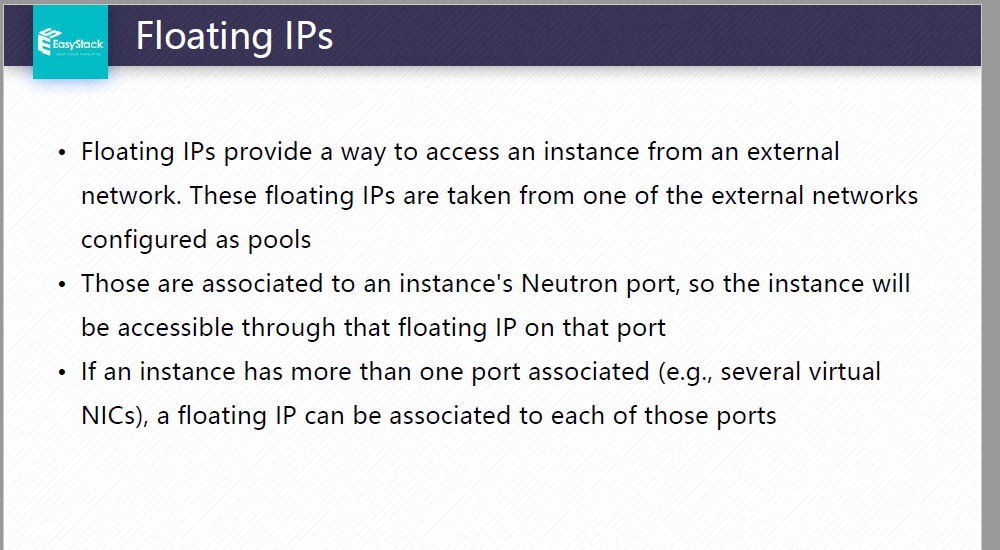 EasyStack
Floating IPs
• Floating IPs provide a way to access an instance from an external
network. These floating IPs are taken from one of the external networks
configured as pools
• Those are associated to an instance's Neutron port, so the instance will
be accessible through that floating IP on that port
• If an instance has more than one port associated (e.g., several virtual
NICs), a floating IP can be associated to each of those ports